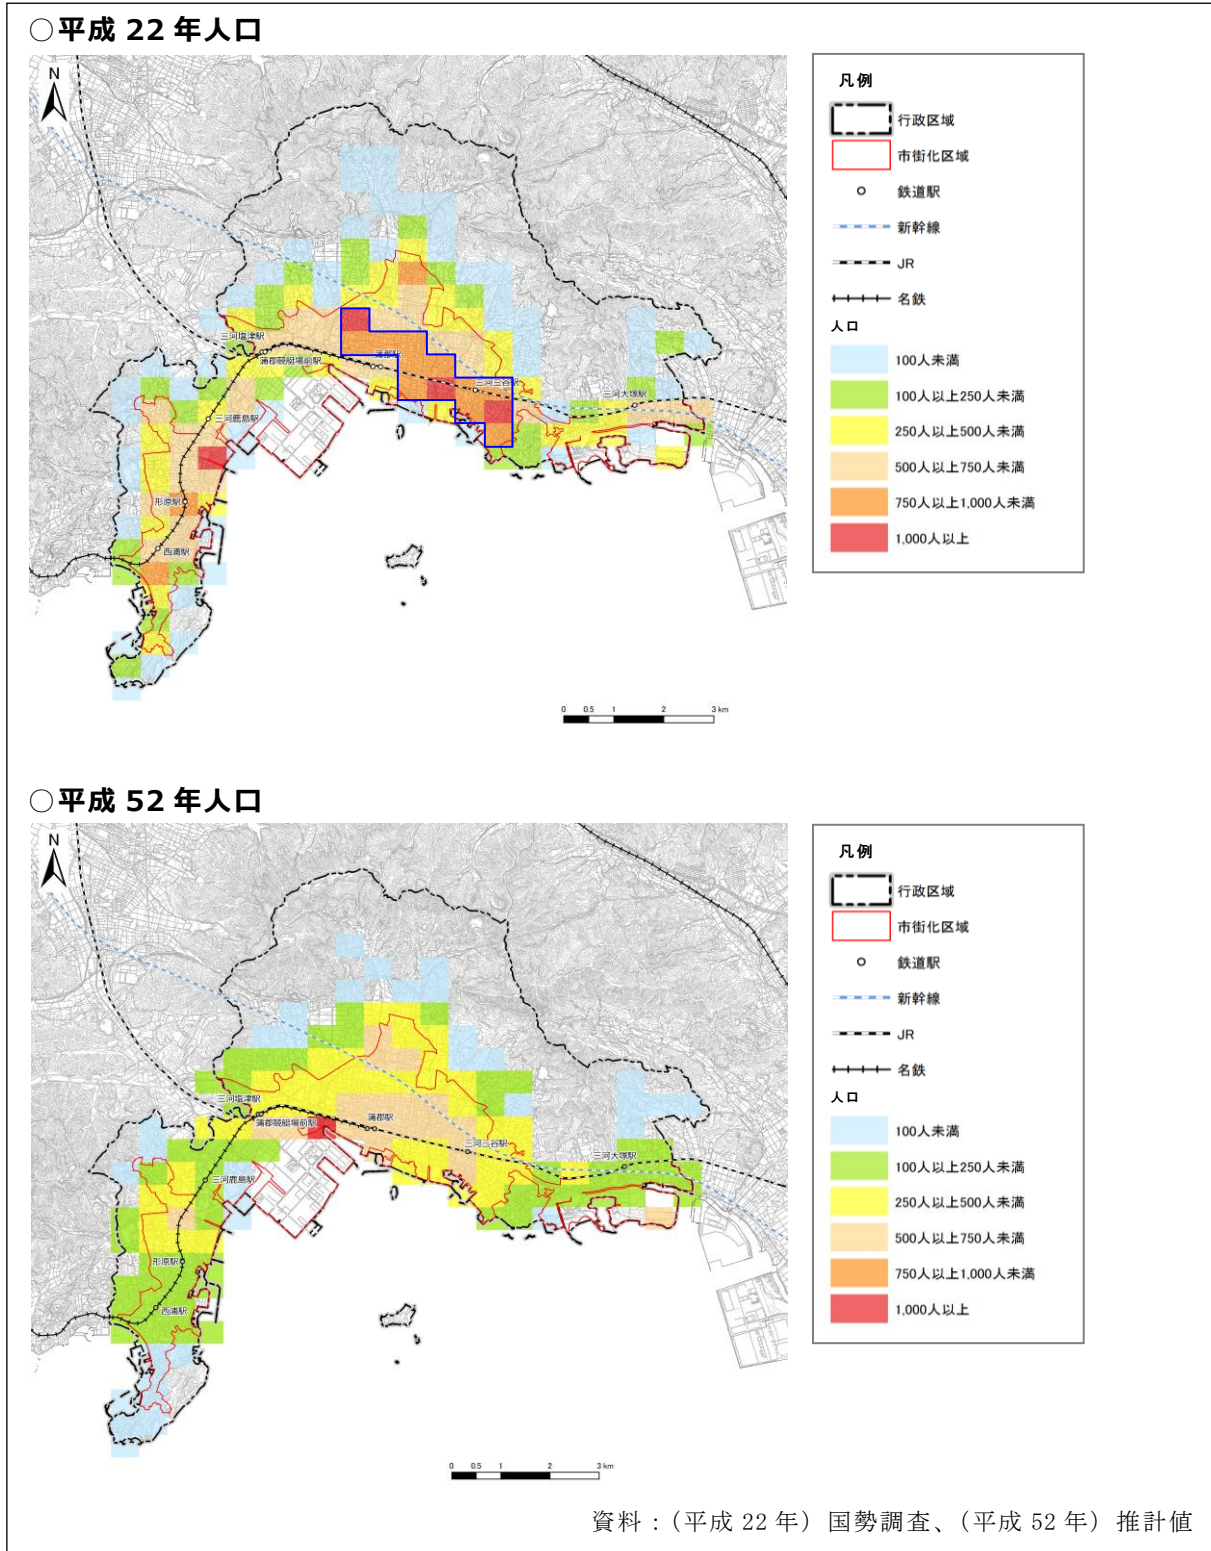 ○平成 22 年人口
N
三河塩津駅
蒲郡競艇場前駅
蒲郡駅
三河三谷駅
三河大塚駅
三河鹿島駅
形原駅
西浦駅
0 0.5 1 2 3 km
凡例
行政区域
市街化区域
鉄道駅
新幹線
JR
名鉄
人口
100人未満
100人以上250人未満
250人以上500人未満
500人以上750人未満
750人以上1,000人未満
1,000人以上
○平成 52 年人口
N
三河塩津駅
蒲郡競艇場前駅
蒲郡駅
三河三谷駅
三河大塚駅
三河鹿島駅
形原駅
西浦駅
0 0.5 1 2 3 km
凡例
行政区域
市街化区域
鉄道駅
新幹線
JR
名鉄
人口
100人未満
100人以上250人未満
250人以上500人未満
500人以上750人未満
750人以上1,000人未満
1,000人以上
資料：（平成 22 年）国勢調査、（平成 52 年）推計値